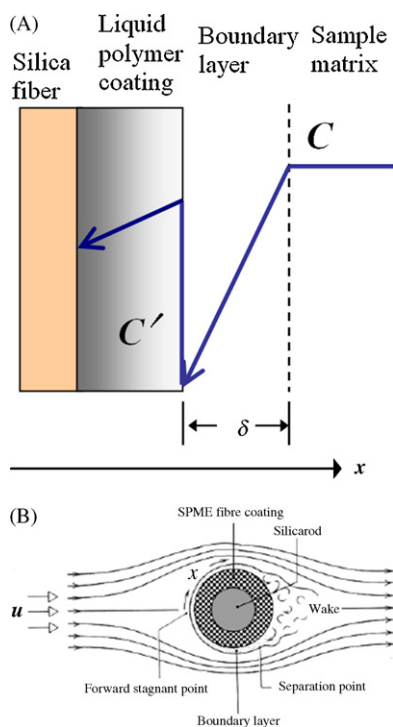 (A)
Silica
fiber
Liquid
polymer
coating
Boundary
layer
Sample
matrix
C
C′
δ
x
(B)
SPME fibre coating
Silicarod
x
u
Wake
Forward stagnant point
Separation point
Boundary layer